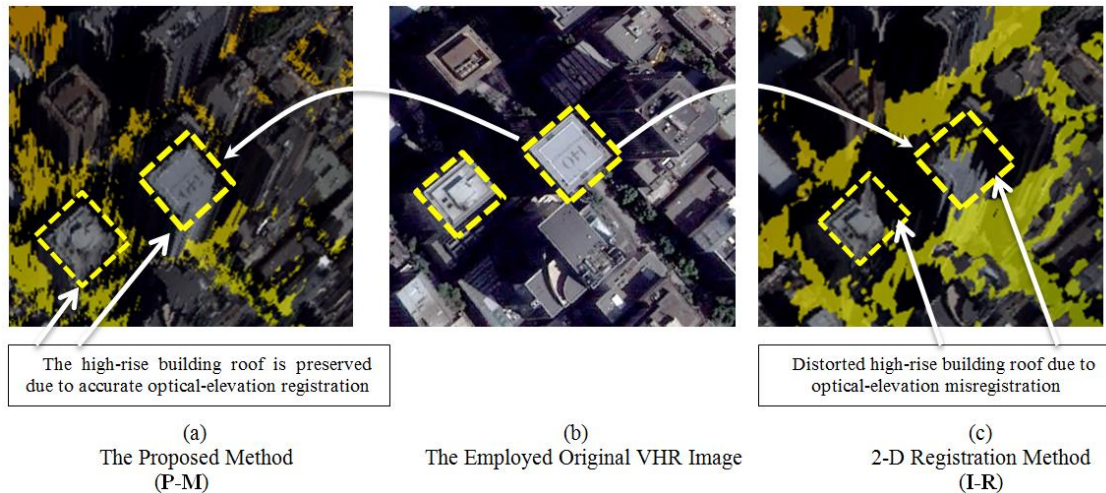 The high-rise building roof is preserved
due to accurate optical-elevation registration
Distorted high-rise building roof due to
optical-elevation misregistration
(a)
The Proposed Method
(P-M)
(b)
The Employed Original VHR Image
(c)
2-D Registration Method
(I-R)